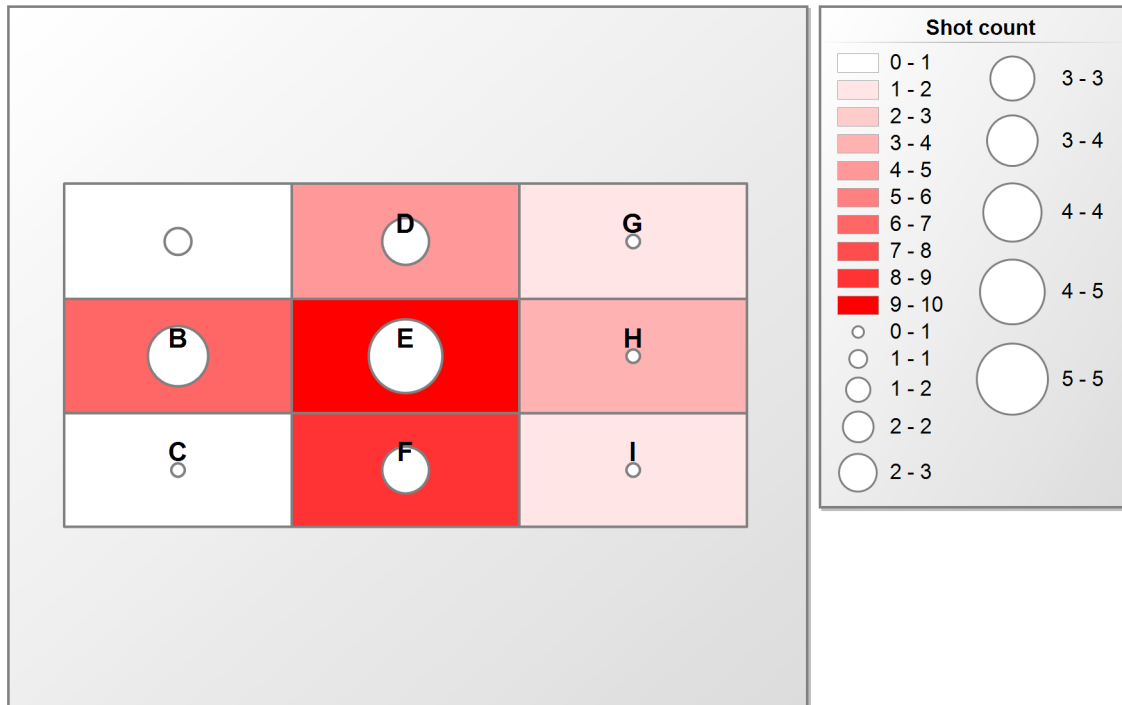 D
G
B
E
H
C
F
I
Shot count
0 - 1
1 - 2
2 - 3
3 - 4
4 - 5
5 - 6
6 - 7
7 - 8
8 - 9
9 - 10
0 - 1
1 - 1
1 - 2
2 - 2
2 - 3
3 - 3
3 - 4
4 - 4
4 - 5
5 - 5